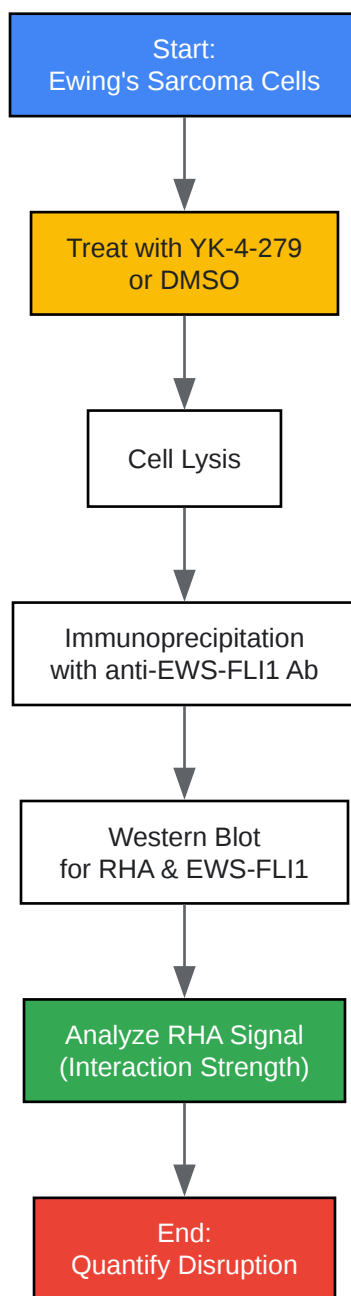 Start:
Ewing's Sarcoma Cells
Treat with YK-4-279
or DMSO
Cell Lysis
Immunoprecipitation
with anti-EWS-FLI1 Ab
Western Blot
for RHA & EWS-FLI1
Analyze RHA Signal
(Interaction Strength)
End:
Quantify Disruption